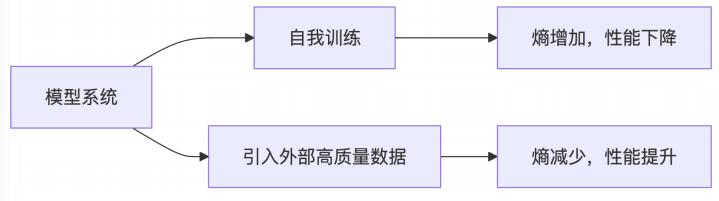 自我训练
熵增加，性能下降
模型系统
引入外部高质量数据
熵减少，性能提升